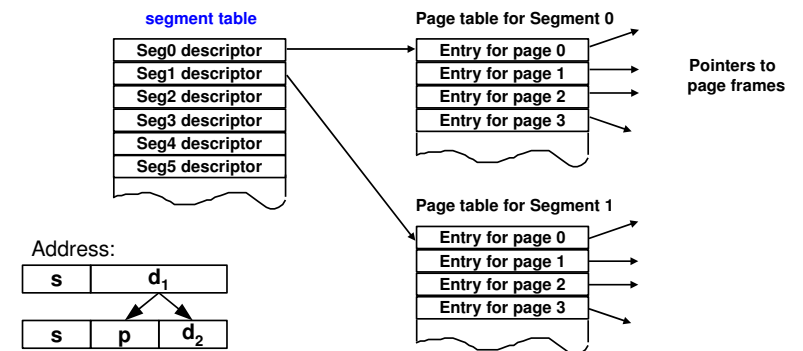 segment table
Seg0 descriptor
Seg1 descriptor
Seg2 descriptor
Seg3 descriptor
Seg4 descriptor
Seg5 descriptor
Page table for Segment 0
Entry for page 0
Entry for page 1
Entry for page 2
Entry for page 3
Pointers to
page frames
Page table for Segment 1
Entry for page 0
Entry for page 1
Entry for page 2
Entry for page 3
Address:
s d₁
s p d₂